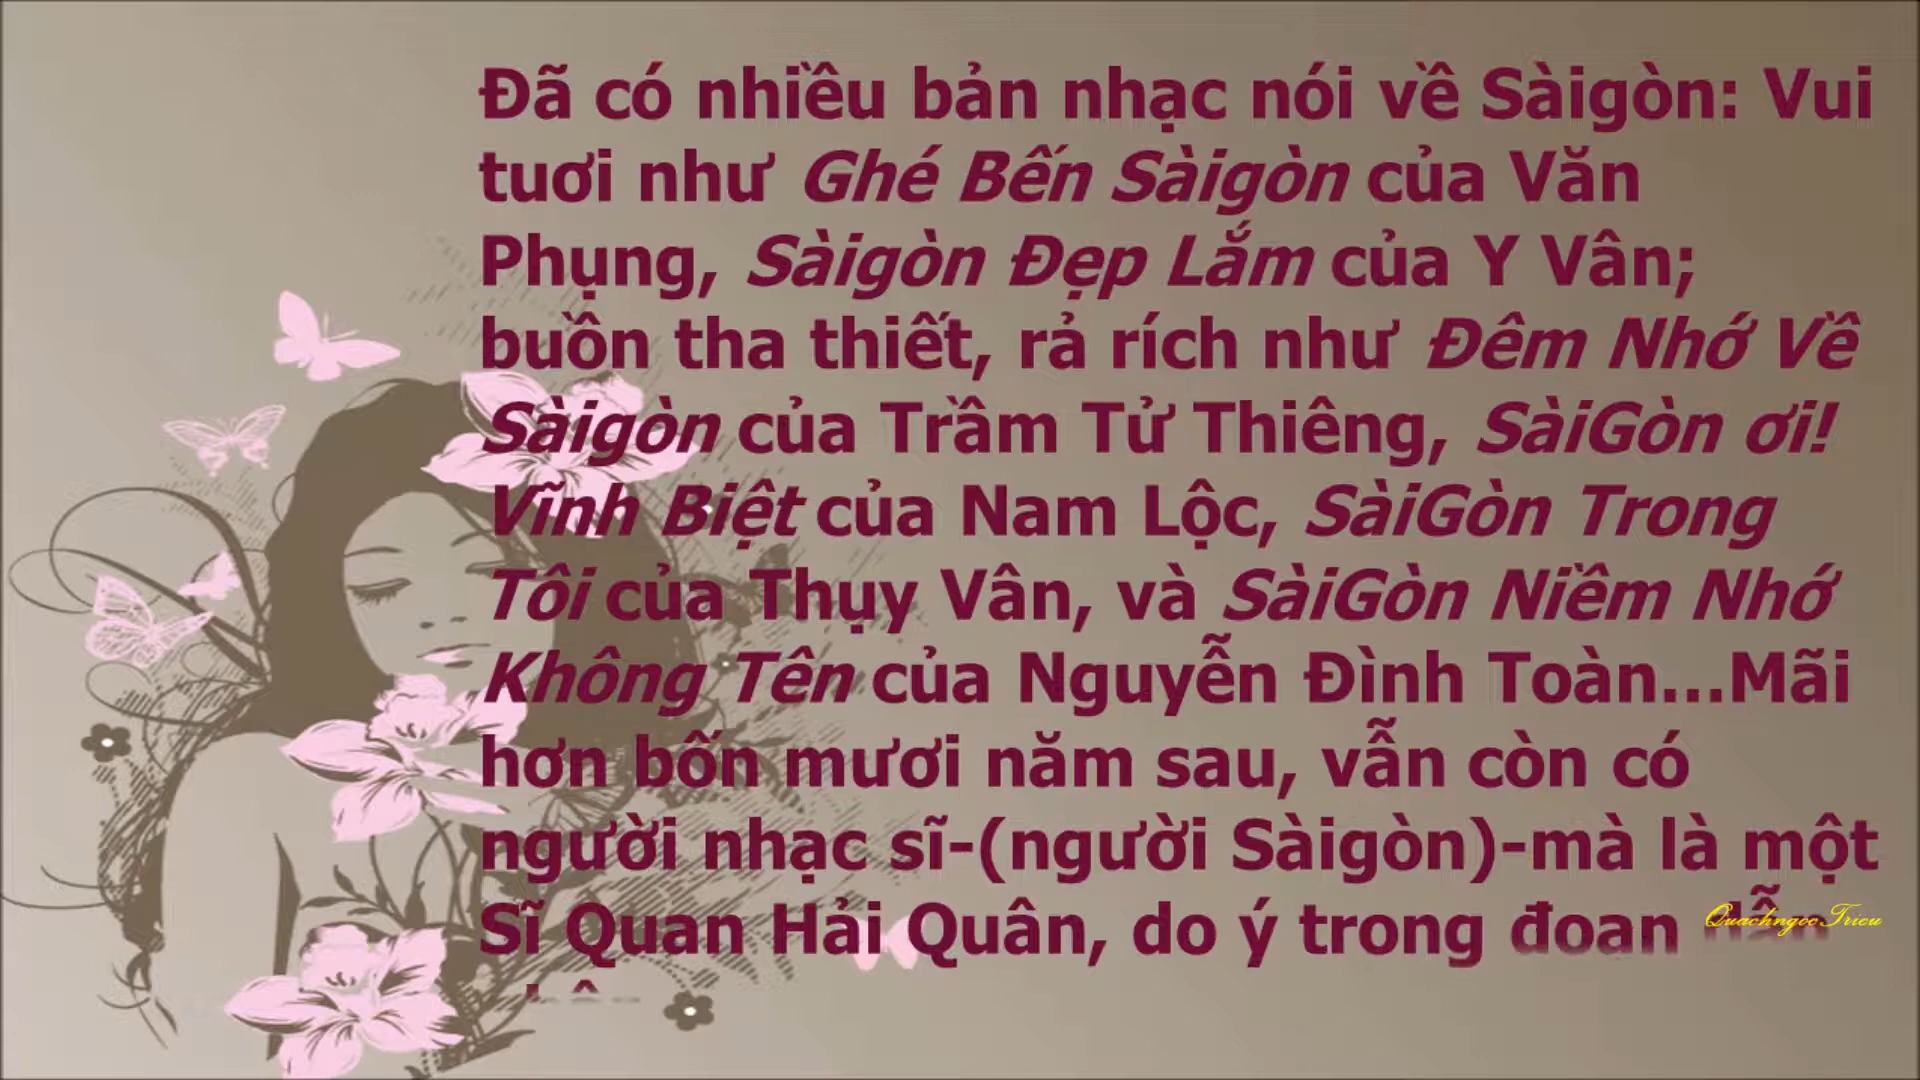 Đã có nhiều bản nhạc nói về Sàigòn: Vui
tuơi như Ghé Bến Sàigòn của Văn
Phụng, Sàigòn Đẹp Lắm của Y Vân;
buồn tha thiết, rả rích như Đêm Nhớ Về
Sàigòn của Trầm Tử Thiêng, SàiGòn ơi!
Vĩnh Biệt của Nam Lộc, SàiGòn Trong
Tôi của Thụy Vân, và SàiGòn Niềm Nhớ
Không Tên của Nguyễn Đình Toàn...Mãi
hơn bốn mươi năm sau, vẫn còn có
người nhạc sĩ-(người Sàigòn)-mà là một
Sĩ Quan Hải Quân, do ý trong đoạn
QuachngocTrieu